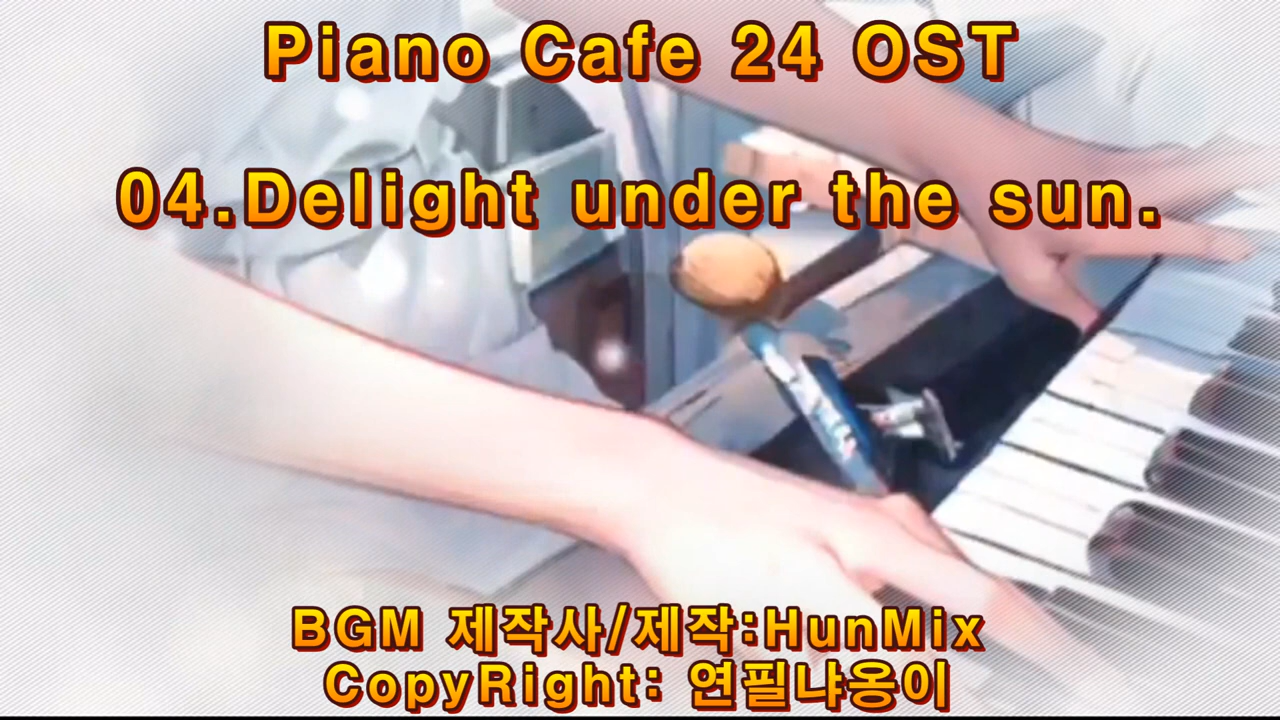 Piano Cafe 24 OST
04.Delight under the sun.
BGM 제작사/제작:HunMix
CopyRight: 연필냐옹이